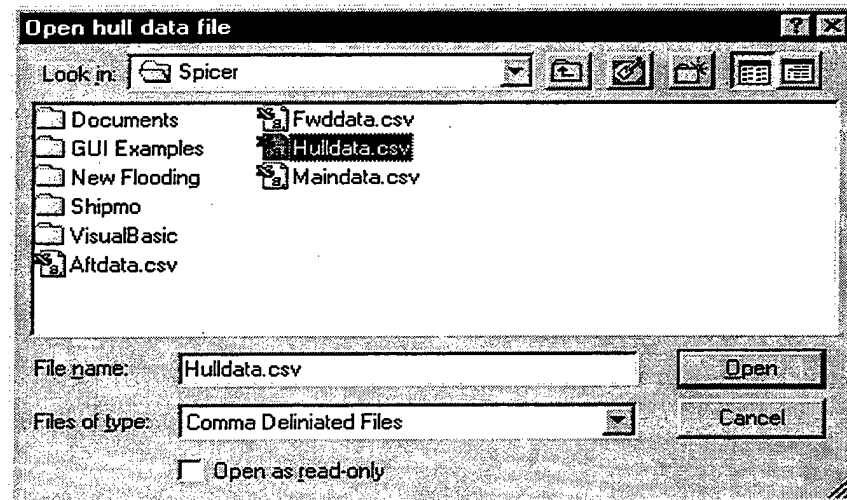 Open hull data file
Look in: Spicer
Documents
GUI Examples
New Flooding
Shipmo
VisualBasic
Aftdata.csv
Fwddata.csv
Hulldata.csv
Maindata.csv
File name: Hulldata.csv Open
Files of type: Comma Deliniated Files Cancel
Open as read-only